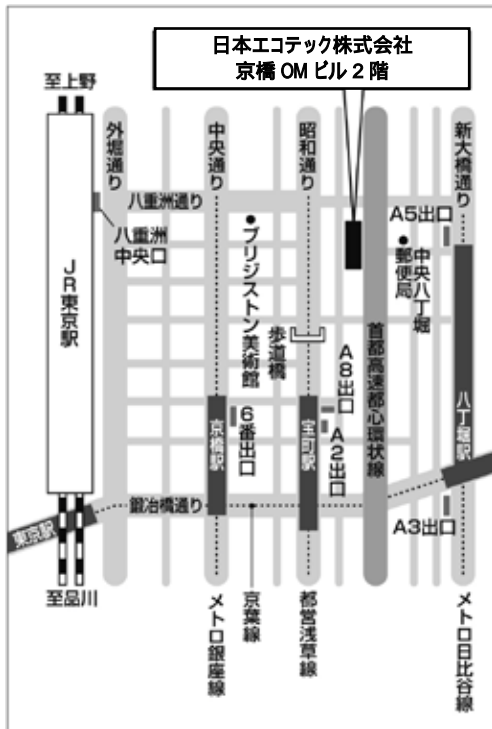 日本エコテック株式会社
京橋 OM ビル 2 階
至上野
外堀通り
中央通り
昭和通り
新大橋通り
八重洲通り
A5出口
八重洲
中央口
ブリジストン美術館
中央八丁堀
郵便局
JR東京駅
歩道橋
首都高速都心環状線
A8出口
京橋駅
6番出口
宝町駅
A2出口
八丁堀駅
鍛冶橋通り
A3出口
東京駅
至品川
メトロ銀座線
京葉線
都営浅草線
メトロ日比谷線